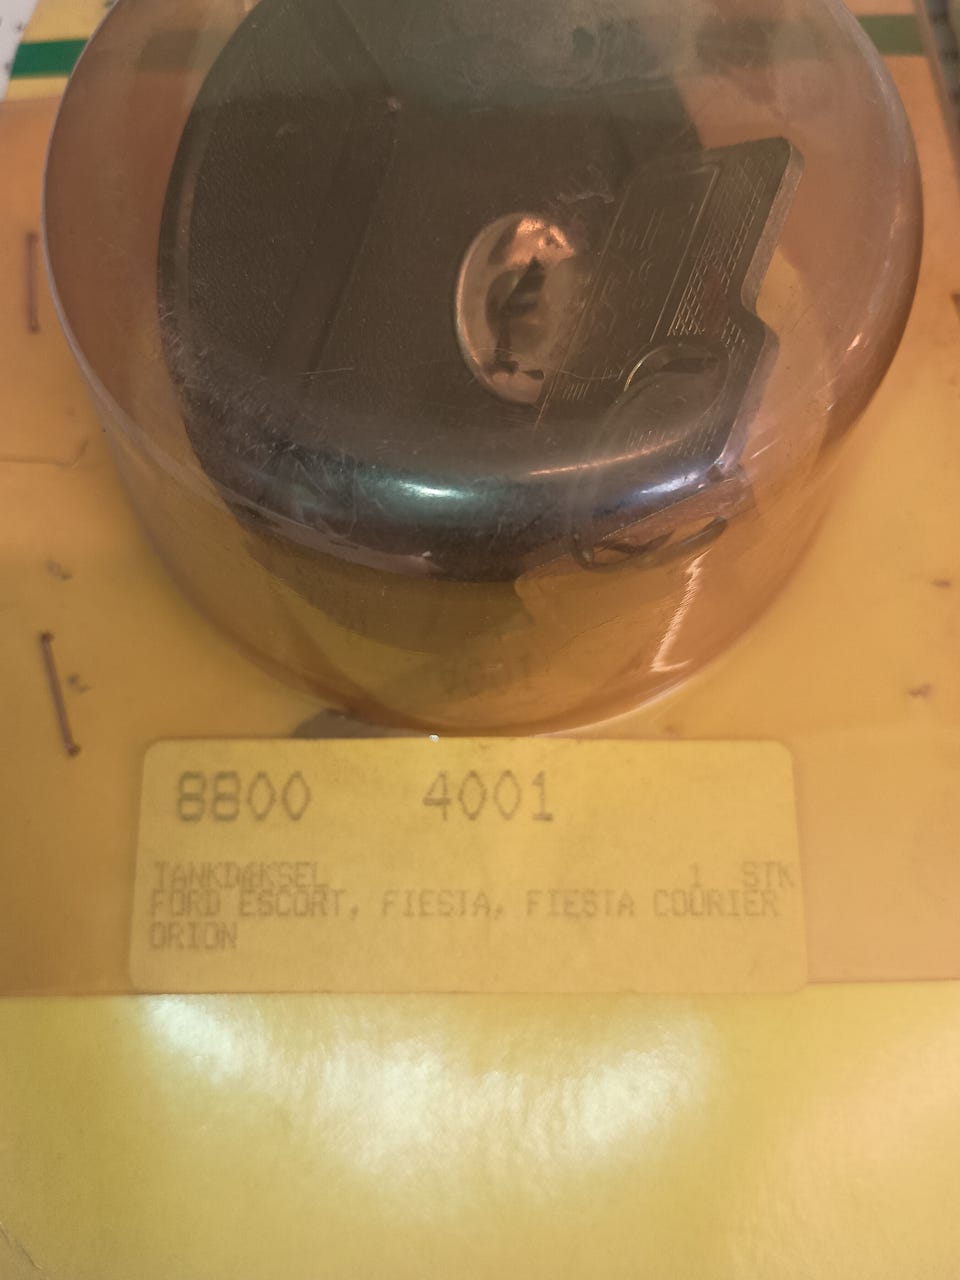 8800 4001
TANKDÆKSEL 1 STK
FORD ESCORT, FIESTA, FIESTA COURIER
ORION